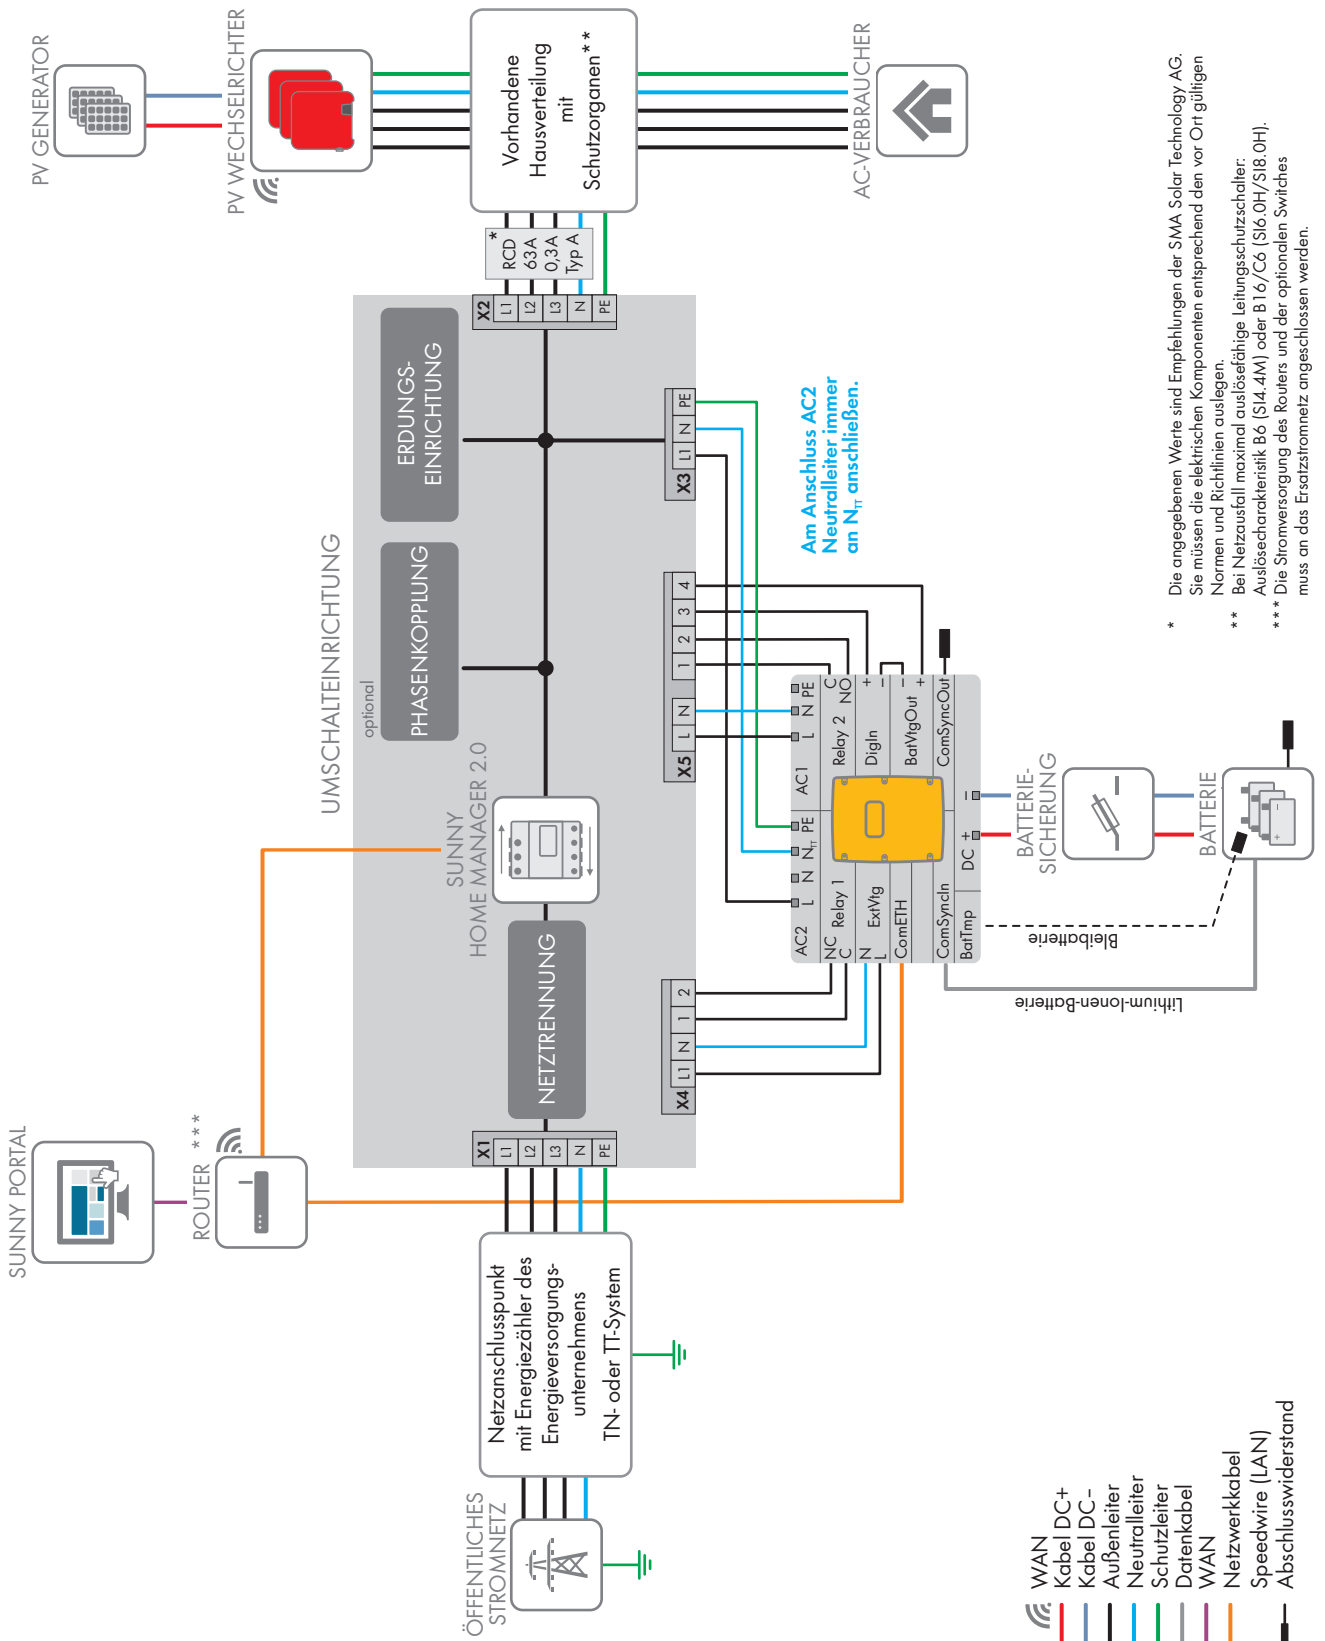 SUNNY PORTAL
ROUTER ***
UMSCHALTEINRICHTUNG
PV GENERATOR
PV WECHSELRICHTER
optional
SUNNY
HOME MANAGER 2.0
NETZTRENNUNG
PHASENKOPPLUNG
ERDUNGS-
EINRICHTUNG
ÖFFENTLICHES
STROMNETZ
Netzanschlusspunkt
mit Energiezähler des
Energieversorgungs-
unternehmens
TN- oder TT-System
X1
L1
L2
L3
N
PE
X2
L1
L2
L3
N
PE
*
RCD
63A
0,3A
Typ A
Vorhandene
Hausverteilung
mit
Schutzorganen**
AC-VERBRAUCHER
X4 L1 N 1 2
X5 L N 1 2 3 4
X3 L1 N PE
Am Anschluss AC2
Neutralleiter immer
an NTT anschließen.
AC2 L N NTT PE
AC1 L N PE
NC
C
Relay 1
Relay 2
C
NO
N
L
ExtVtg
DigIn
+
−
ComETH
BatVtgOut
−
+
ComSyncIn
ComSyncOut
BatTmp
DC + −
Bleibatterie
Lithium-Ionen-Batterie
BATTERIE-
SICHERUNG
BATTERIE
WAN
Kabel DC+
Kabel DC−
Außenleiter
Neutralleiter
Schutzleiter
Datenkabel
WAN
Netzwerkkabel
Speedwire (LAN)
Abschlusswiderstand
* Die angegebenen Werte sind Empfehlungen der SMA Solar Technology AG.
Sie müssen die elektrischen Komponenten entsprechend den vor Ort gültigen
Normen und Richtlinien auslegen.
** Bei Netzausfall maximal auslösefähige Leitungsschutzschalter:
Auslösecharakteristik B6 (SI4.4M) oder B16/C6 (SI6.0H/SI8.0H).
*** Die Stromversorgung des Routers und der optionalen Switches
muss an das Ersatzstromnetz angeschlossen werden.